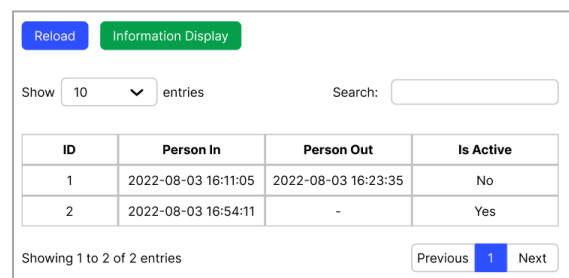 Reload Information Display
Show 10 entries Search:
ID Person In Person Out Is Active
1 2022-08-03 16:11:05 2022-08-03 16:23:35 No
2 2022-08-03 16:54:11 - Yes
Showing 1 to 2 of 2 entries Previous 1 Next